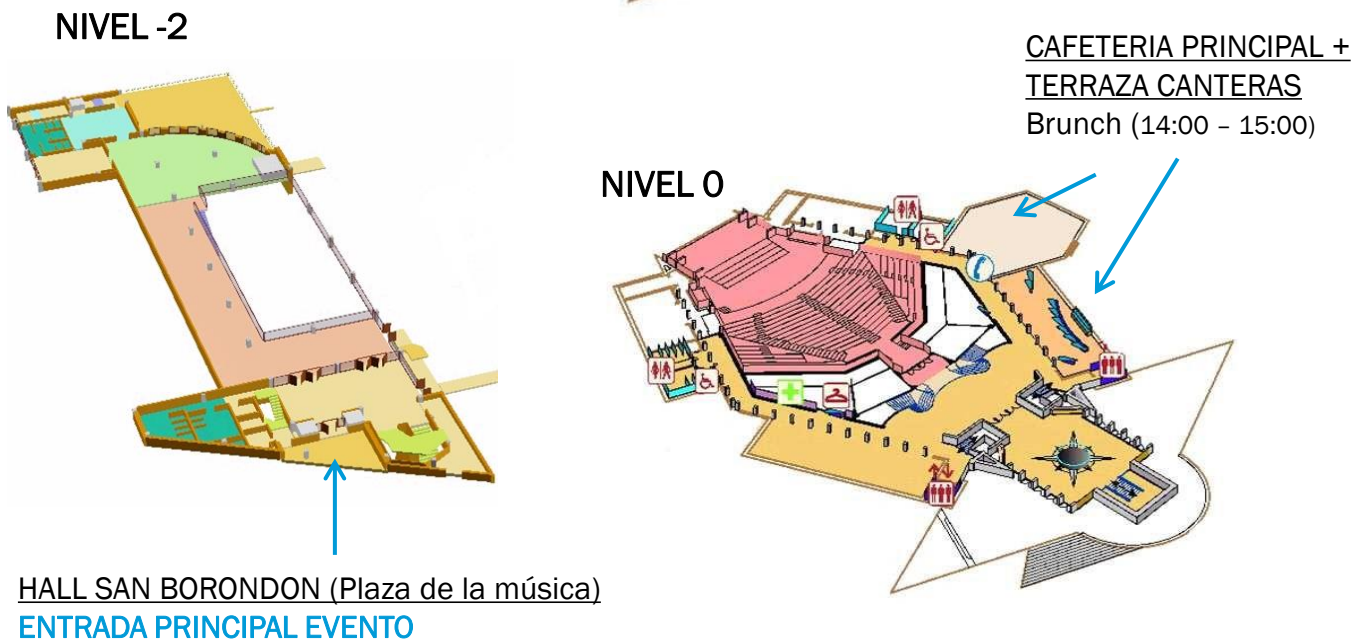 NIVEL -2
CAFETERIA PRINCIPAL +
TERRAZA CANTERAS
Brunch (14:00 – 15:00)
NIVEL 0
HALL SAN BORONDON (Plaza de la música)
ENTRADA PRINCIPAL EVENTO